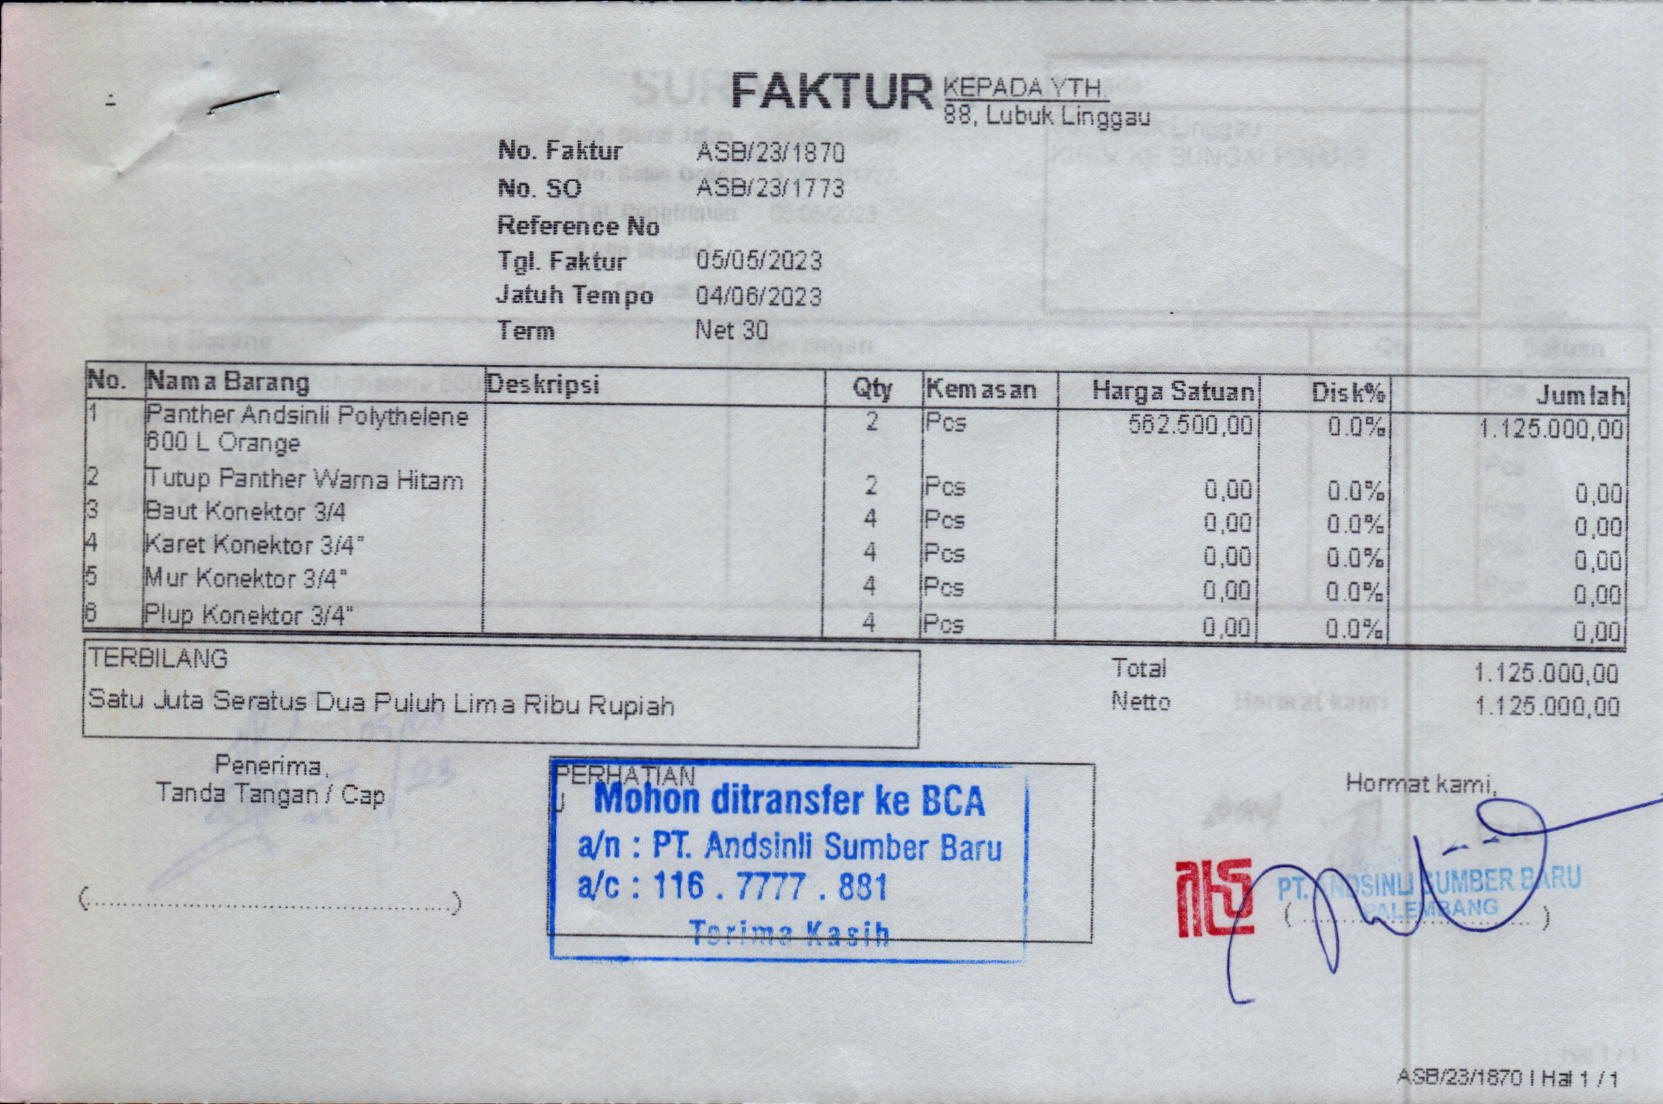 FAKTUR
KEPADA YTH.
88, Lubuk Linggau
No. Faktur ASB/23/1870
No. SO ASB/23/1773
Reference No
Tgl. Faktur 05/05/2023
Jatuh Tempo 04/06/2023
Term Net 30
No. Nama Barang Deskripsi Qty Kemasan Harga Satuan Disk% Jumlah
1 Panther Andsinli Polythelene 2 Pcs 562.500,00 0.0% 1.125.000,00
600 L Orange
2 Tutup Panther Warna Hitam 2 Pcs 0,00 0.0% 0,00
3 Baut Konektor 3/4 4 Pcs 0,00 0.0% 0,00
4 Karet Konektor 3/4" 4 Pcs 0,00 0.0% 0,00
5 Mur Konektor 3/4" 4 Pcs 0,00 0.0% 0,00
6 Plup Konektor 3/4" 4 Pcs 0,00 0.0% 0,00
TERBILANG
Satu Juta Seratus Dua Puluh Lima Ribu Rupiah
Total 1.125.000,00
Netto 1.125.000,00
Penerima,
Tanda Tangan / Cap
(..................................................)
PERHATIAN
Mohon ditransfer ke BCA
a/n : PT. Andsinli Sumber Baru
a/c : 116 . 7777 . 881
Terima Kasih
Hormat kami,
PT. ANDSINLI SUMBER BARU
PALEMBANG
ASB/23/1870 | Hal 1 / 1